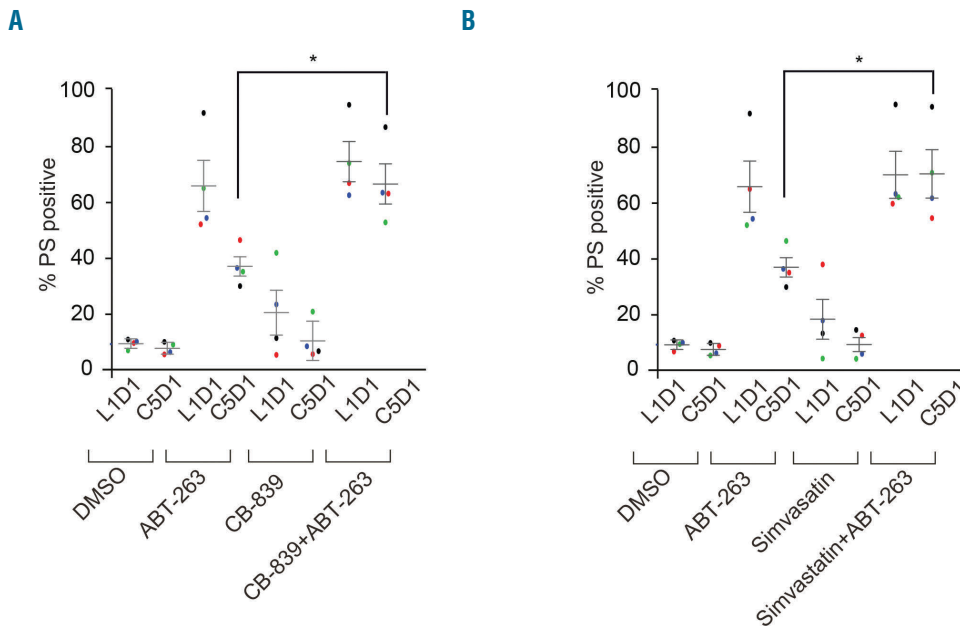 A
*
% PS positive
100
80
60
40
20
0
L1D1
C5D1
L1D1
C5D1
L1D1
C5D1
L1D1
C5D1
DMSO
ABT-263
CB-839
CB-839+ABT-263
B
*
% PS positive
100
80
60
40
20
0
L1D1
C5D1
L1D1
C5D1
L1D1
C5D1
L1D1
C5D1
DMSO
ABT-263
Simvasatin
Simvastatin+ABT-263